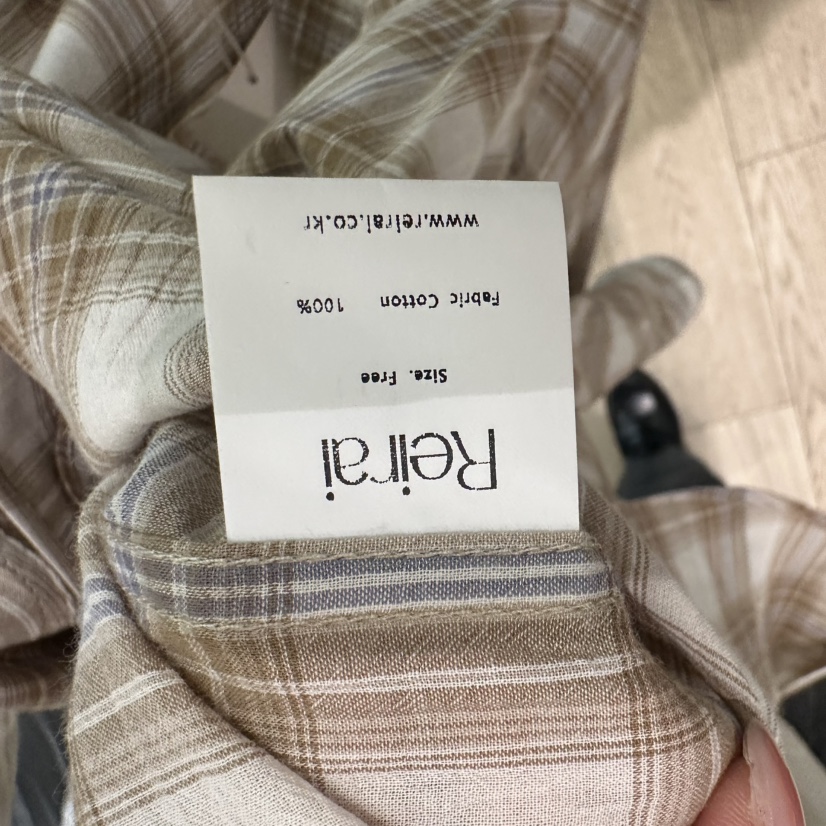 Reirai
Size. Free
Fabric Cotton 100%
www.reirai.co.kr